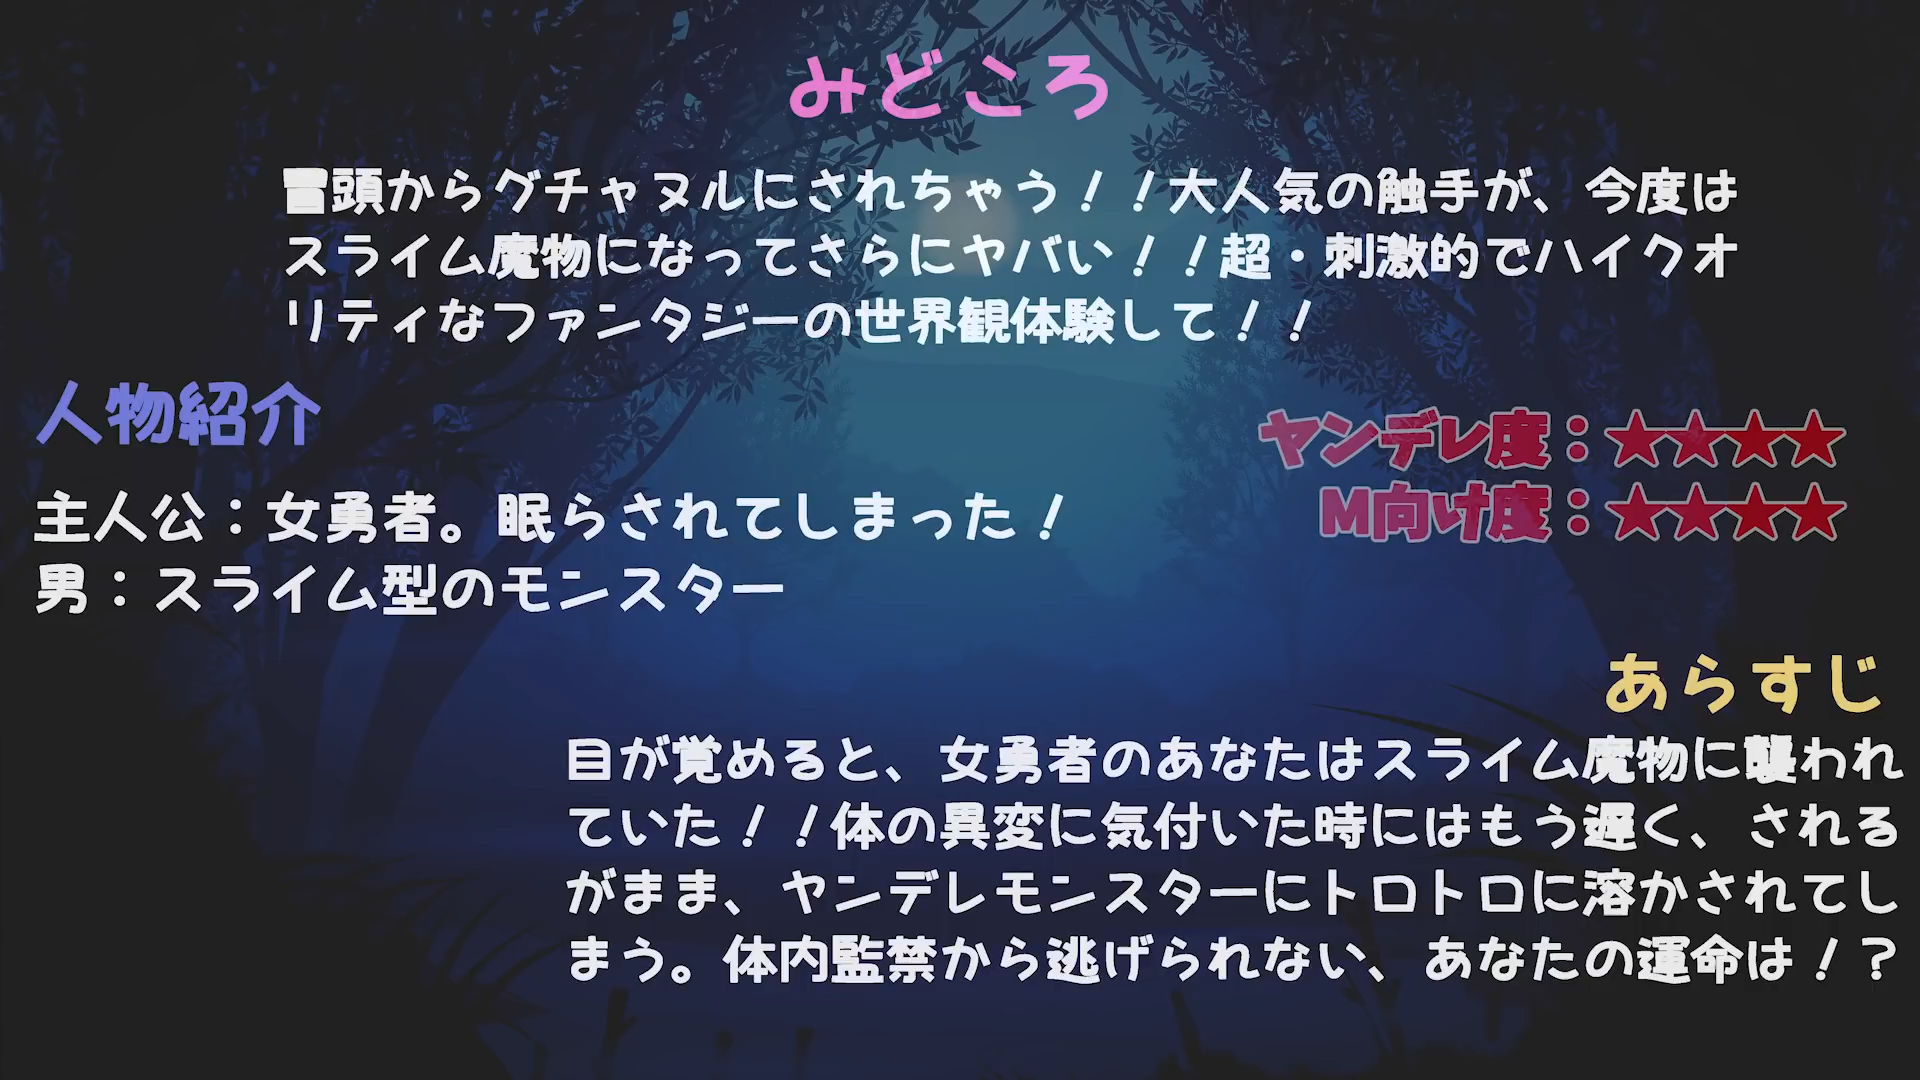 みどころ
冒頭からグチャヌルにされちゃう！！大人気の触手が、今度は
スライム魔物になってさらにヤバい！！超・刺激的でハイクオ
リティなファンタジーの世界観体験して！！
人物紹介
ヤンデレ度：★★★★
M向け度：★★★★
主人公：女勇者。眠らされてしまった！
男：スライム型のモンスター
あらすじ
目が覚めると、女勇者のあなたはスライム魔物に襲われ
ていた！！体の異変に気付いた時にはもう遅く、される
がまま、ヤンデレモンスターにトロトロに溶かされてし
まう。体内監禁から逃げられない、あなたの運命は！？